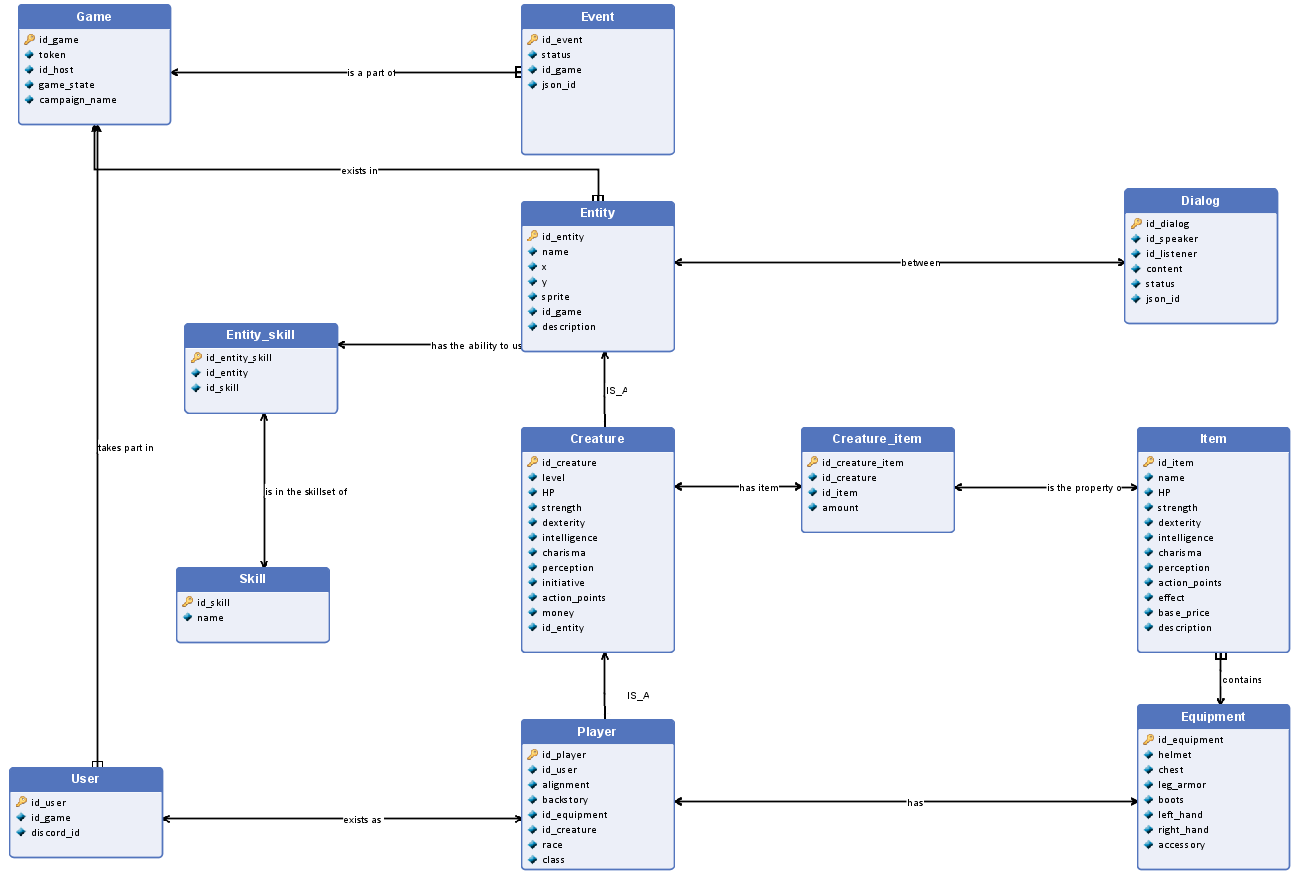 Game
id_game
token
id_host
game_state
campaign_name
Event
id_event
status
id_game
json_id
is a part of
exists in
Entity
id_entity
name
x
y
sprite
id_game
description
Dialog
id_dialog
id_speaker
id_listener
content
status
json_id
between
Entity_skill
id_entity_skill
id_entity
id_skill
has the ability to us
IS_A
takes part in
is in the skillset of
Creature
id_creature
level
HP
strength
dexterity
intelligence
charisma
perception
initiative
action_points
money
id_entity
has item
Creature_item
id_creature_item
id_creature
id_item
amount
is the property o
Item
id_item
name
HP
strength
dexterity
intelligence
charisma
perception
action_points
effect
base_price
description
Skill
id_skill
name
contains
IS_A
Player
id_player
id_user
alignment
backstory
id_equipment
id_creature
race
class
Equipment
id_equipment
helmet
chest
leg_armor
boots
left_hand
right_hand
accessory
has
User
id_user
id_game
discord_id
exists as